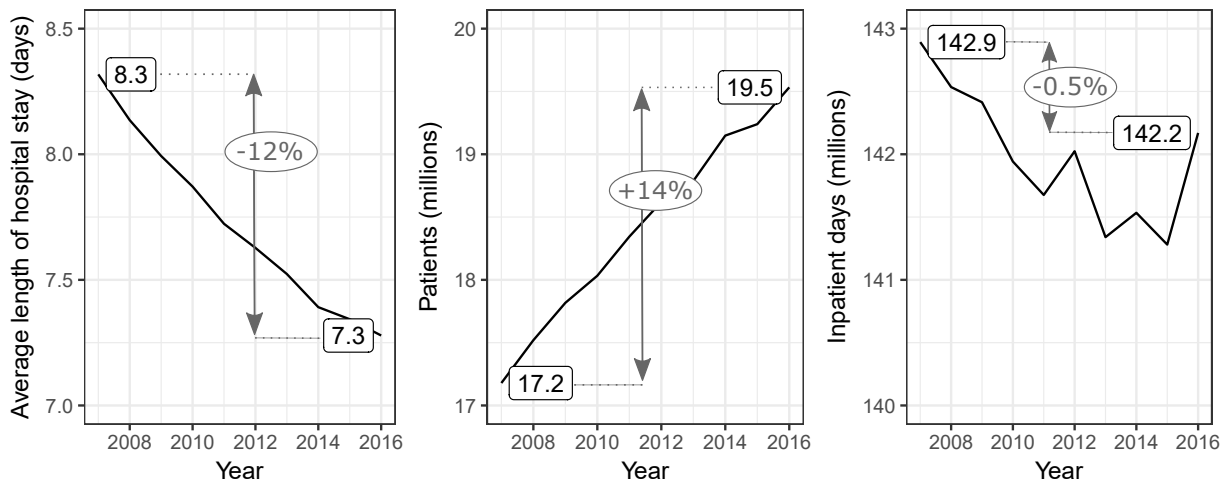 Average length of hospital stay (days)
8.5
8.0
7.5
7.0
8.3
-12%
7.3
2008 2010 2012 2014 2016
Year
Patients (millions)
20
19
18
17
19.5
+14%
17.2
2008 2010 2012 2014 2016
Year
Inpatient days (millions)
143
142
141
140
142.9
-0.5%
142.2
2008 2010 2012 2014 2016
Year